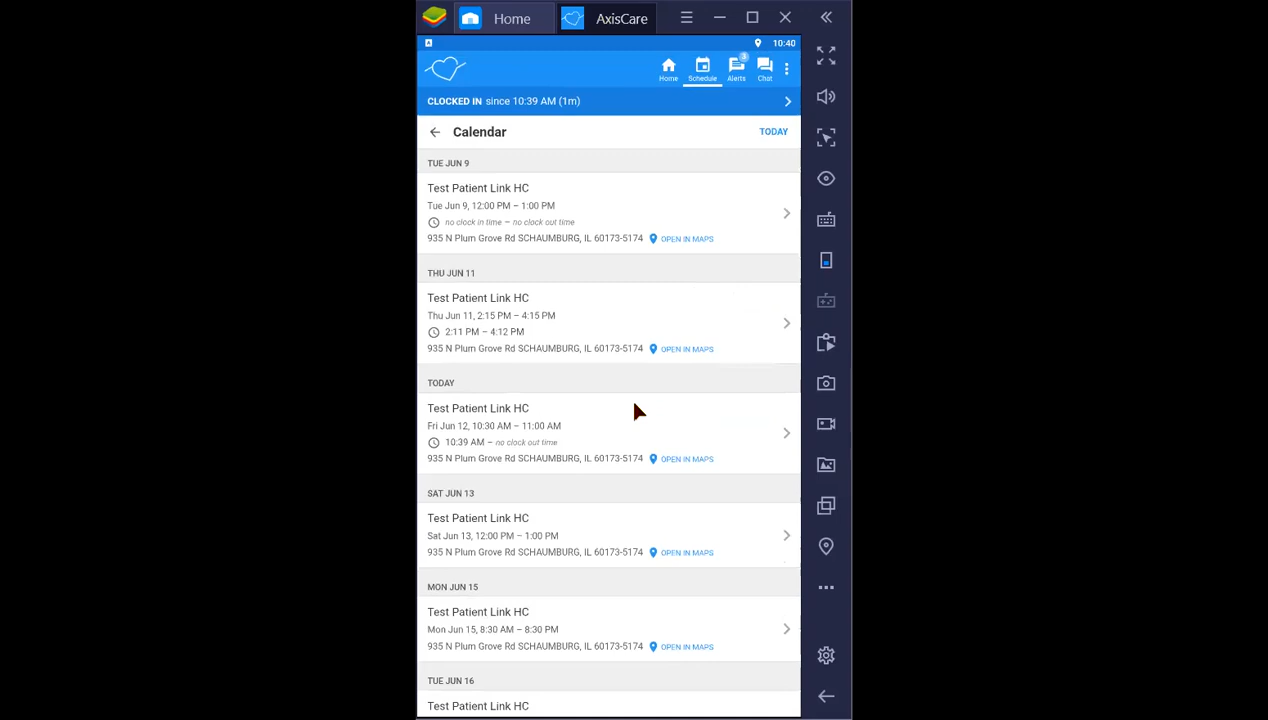 Home
AxisCare
A
10:40
Home
Schedule
3
Alerts
Chat
CLOCKED IN since 10:39 AM (1m)
Calendar
TODAY
TUE JUN 9
Test Patient Link HC
Tue Jun 9, 12:00 PM – 1:00 PM
no clock in time – no clock out time
935 N Plum Grove Rd SCHAUMBURG, IL 60173-5174 OPEN IN MAPS
THU JUN 11
Test Patient Link HC
Thu Jun 11, 2:15 PM – 4:15 PM
2:11 PM – 4:12 PM
935 N Plum Grove Rd SCHAUMBURG, IL 60173-5174 OPEN IN MAPS
TODAY
Test Patient Link HC
Fri Jun 12, 10:30 AM – 11:00 AM
10:39 AM – no clock out time
935 N Plum Grove Rd SCHAUMBURG, IL 60173-5174 OPEN IN MAPS
SAT JUN 13
Test Patient Link HC
Sat Jun 13, 12:00 PM – 1:00 PM
935 N Plum Grove Rd SCHAUMBURG, IL 60173-5174 OPEN IN MAPS
MON JUN 15
Test Patient Link HC
Mon Jun 15, 8:30 AM – 8:30 PM
935 N Plum Grove Rd SCHAUMBURG, IL 60173-5174 OPEN IN MAPS
TUE JUN 16
Test Patient Link HC